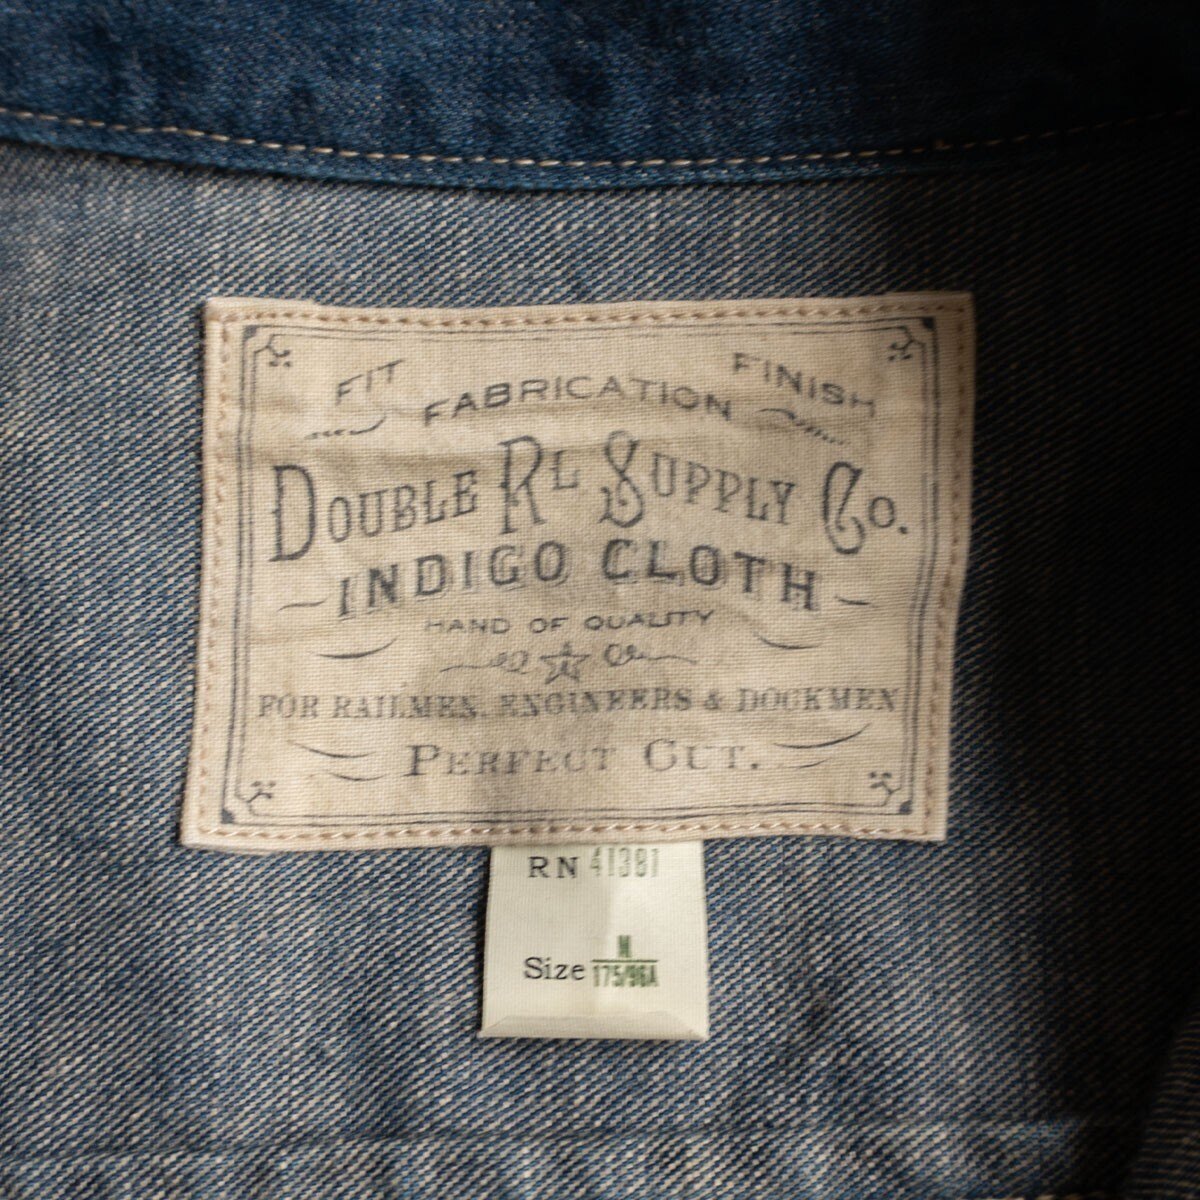 FIT FABRICATION FINISH
DOUBLE RL SUPPLY CO.
INDIGO CLOTH
HAND OF QUALITY
FOR RAILMEN, ENGINEERS & DOCKMEN
PERFECT CUT.
RN 41381
Size M
175/96A